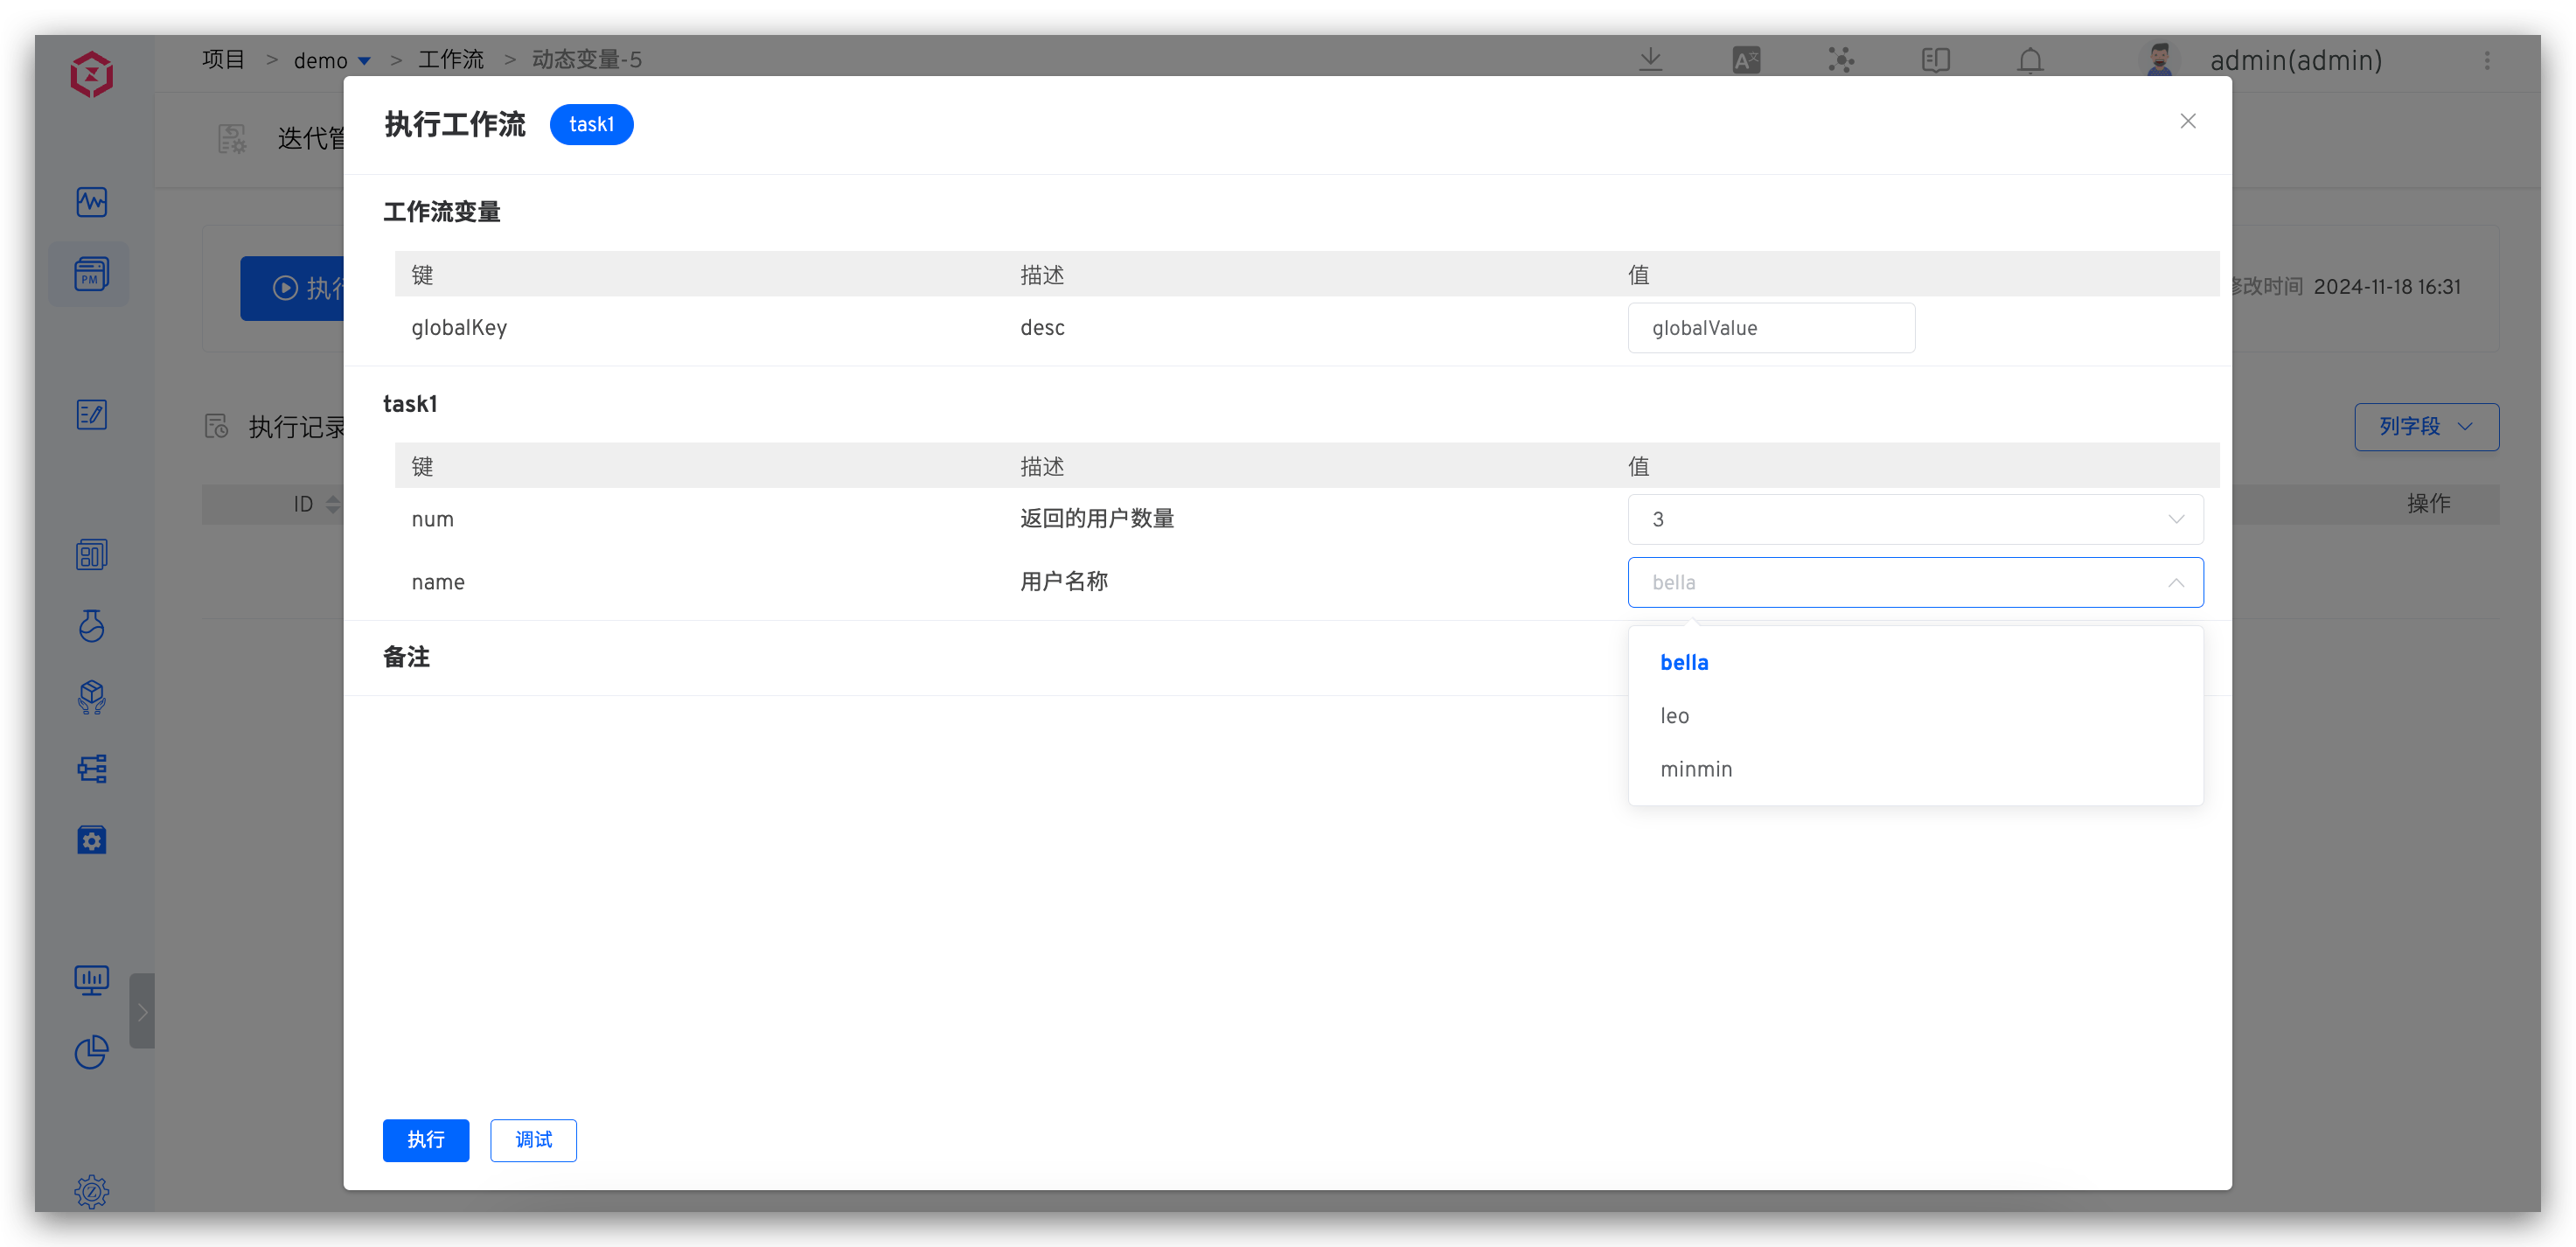 项目 > demo > 工作流 > 动态变量-5
admin(admin)
迭代管
执行工作流 task1
工作流变量
键 描述 值
globalKey desc globalValue
执行
修改时间 2024-11-18 16:31
task1
执行记录
列字段
键 描述 值
ID
操作
num 返回的用户数量 3
name 用户名称 bella
备注
bella
leo
minmin
执行 调试
PM